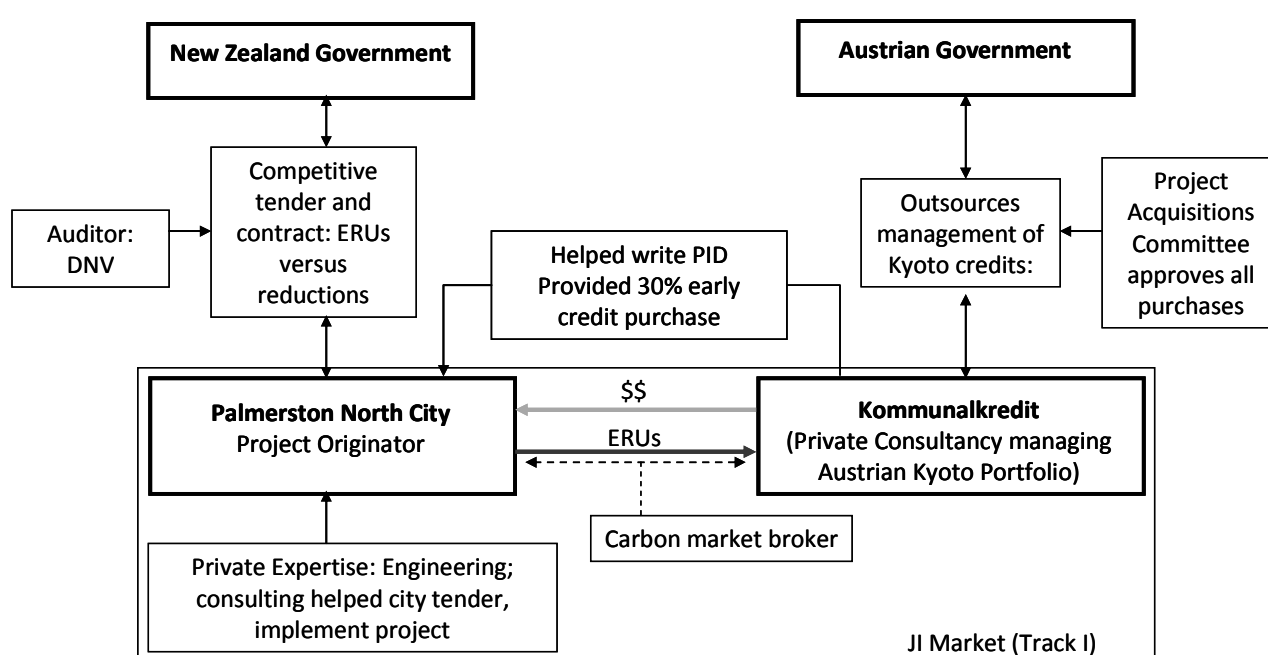 New Zealand Government
Austrian Government
Competitive
tender and
contract: ERUs
versus
reductions
Auditor:
DNV
Helped write PID
Provided 30% early
credit purchase
Outsources
management of
Kyoto credits:
Project
Acquisitions
Committee
approves all
purchases
Palmerston North City
Project Originator
$$
ERUs
Kommunalkredit
(Private Consultancy managing
Austrian Kyoto Portfolio)
Carbon market broker
Private Expertise: Engineering;
consulting helped city tender,
implement project
JI Market (Track I)